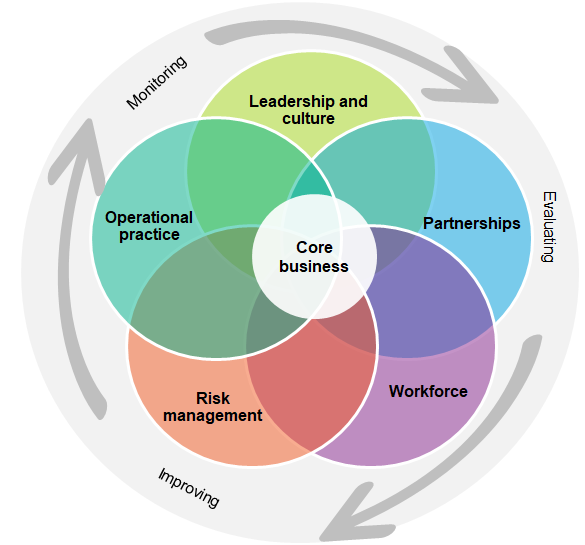 Monitoring
Leadership and
culture
Operational
practice
Partnerships
Evaluating
Core
business
Risk
management
Workforce
Improving